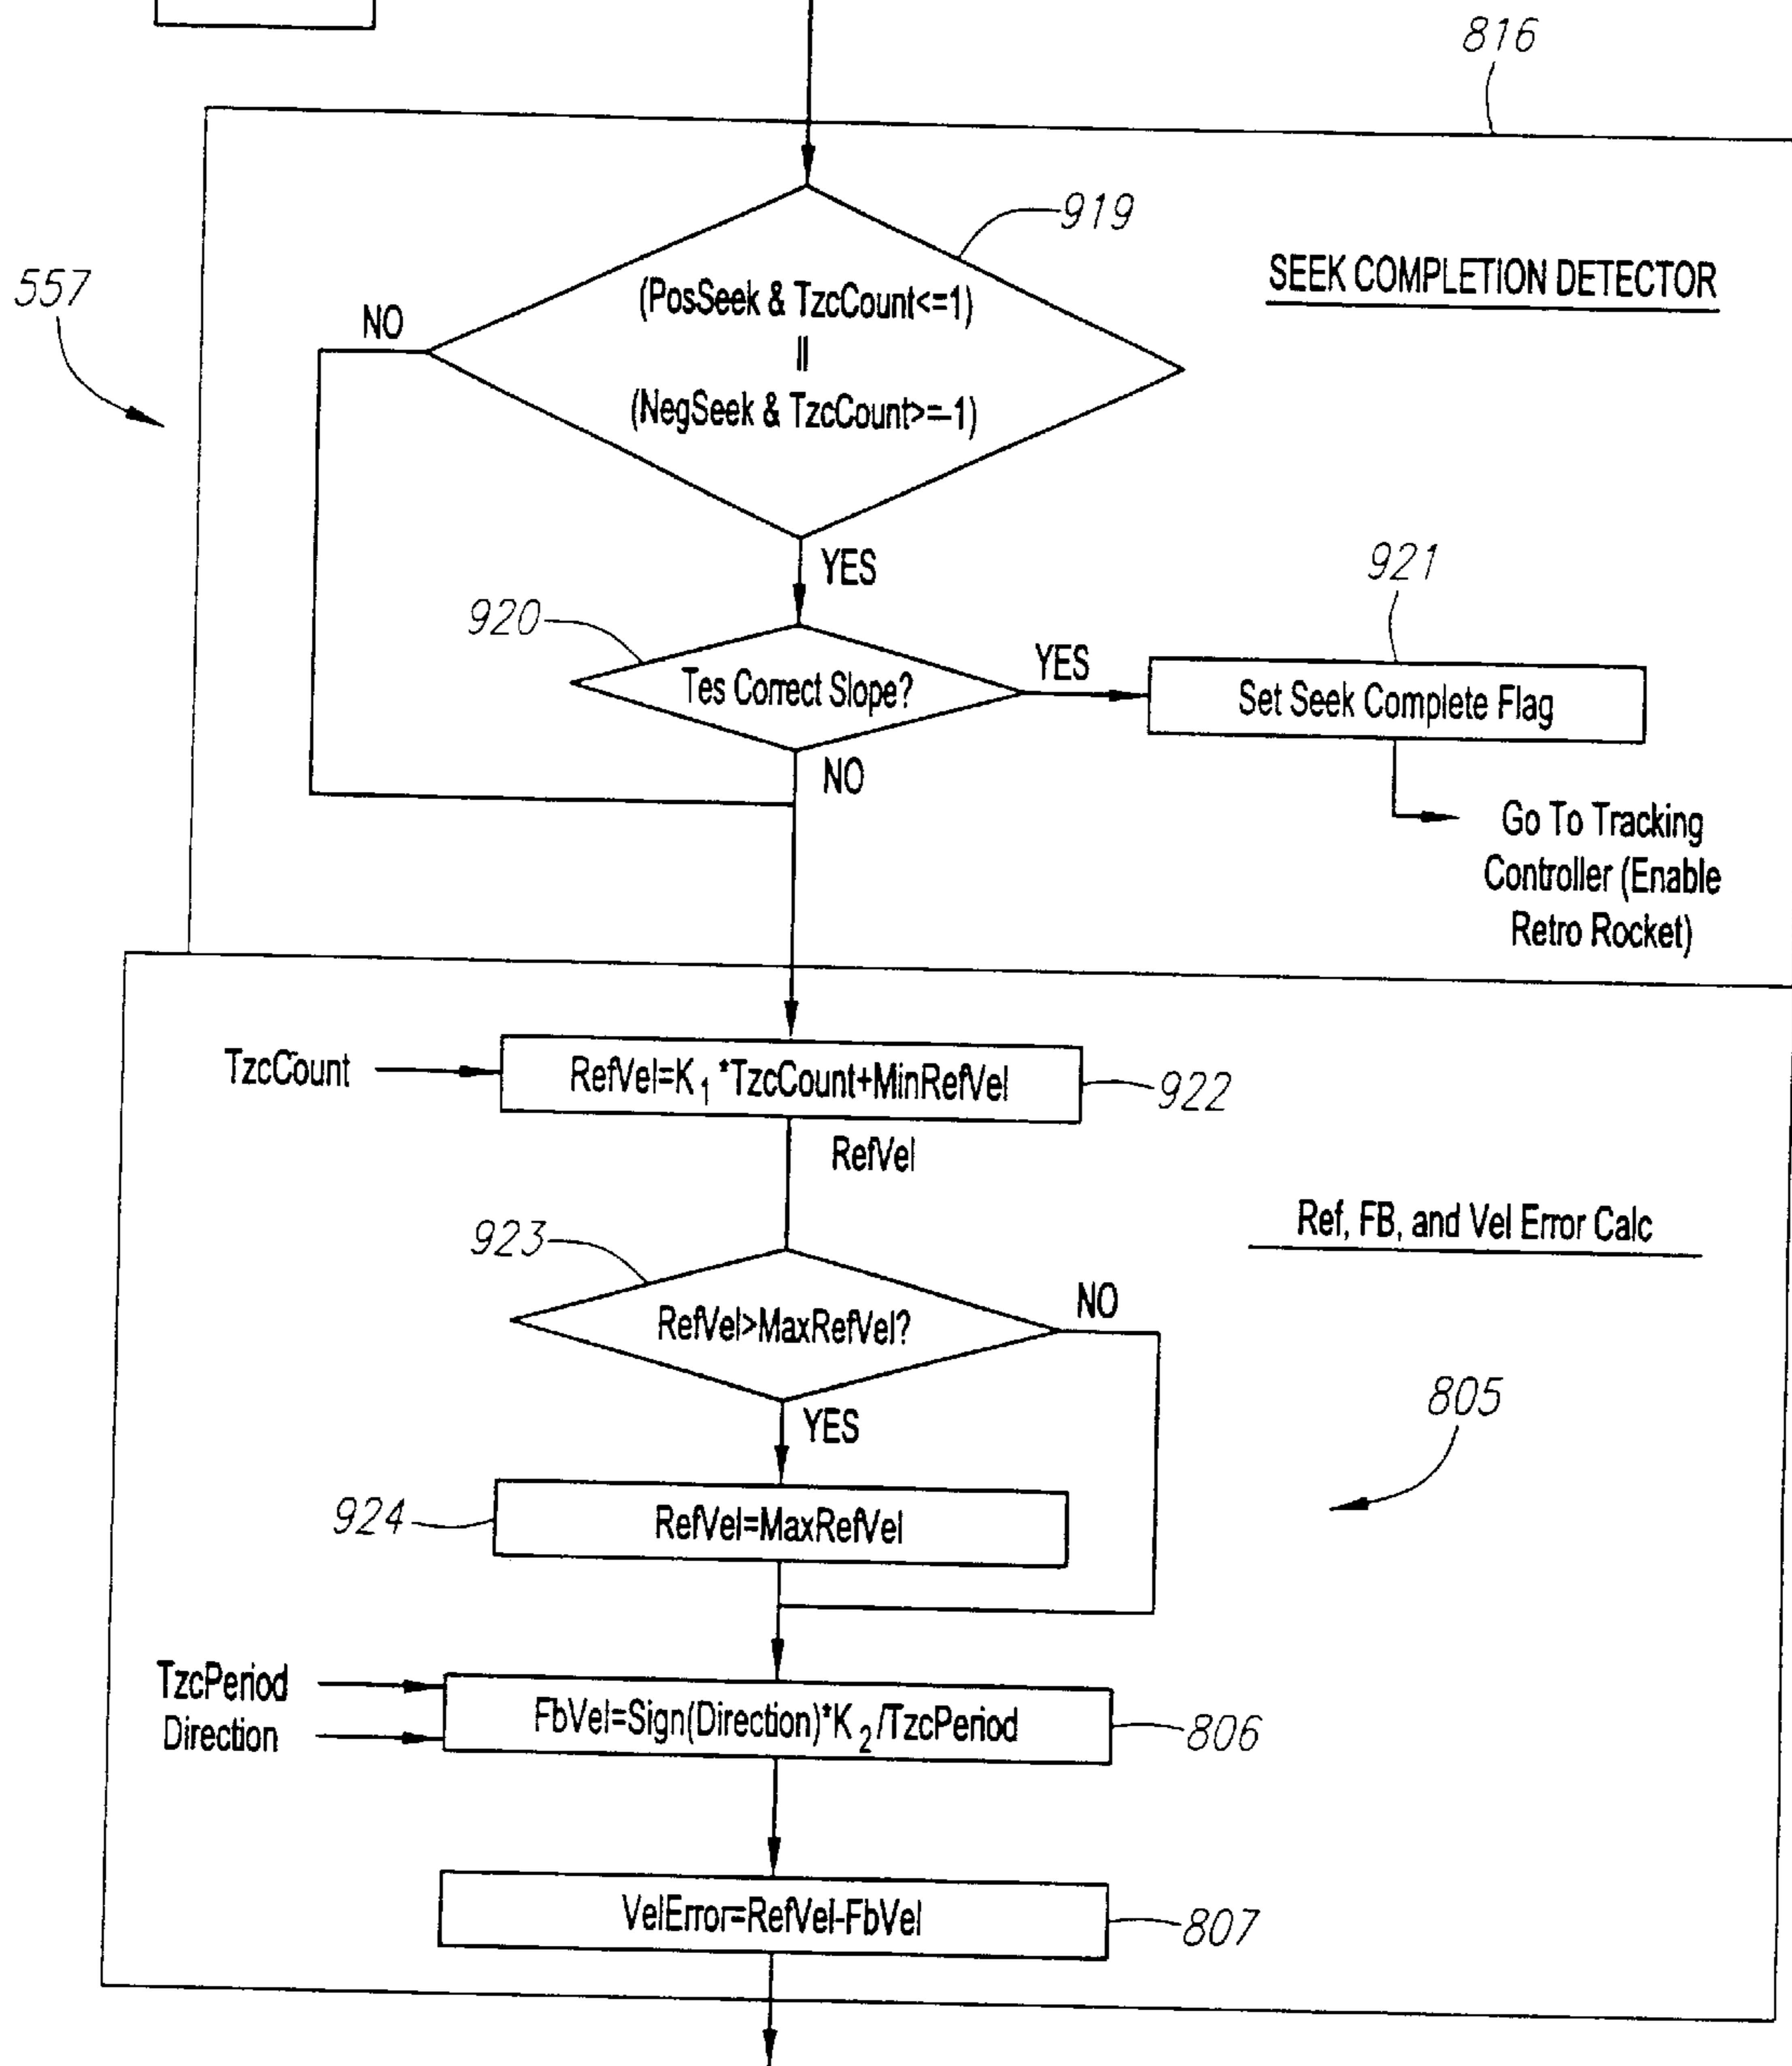 816
557
919
SEEK COMPLETION DETECTOR
(PosSeek & TzcCount<=1)
||
(NegSeek & TzcCount>=-1)
NO
YES
920
Tes Correct Slope?
YES
921
Set Seek Complete Flag
NO
Go To Tracking
Controller (Enable
Retro Rocket)
TzcCount
RefVel=K1 *TzcCount+MinRefVel
922
RefVel
Ref, FB, and Vel Error Calc
923
RefVel>MaxRefVel?
NO
YES
805
924
RefVel=MaxRefVel
TzcPeriod
Direction
FbVel=Sign(Direction)*K2/TzcPeriod
806
VelError=RefVel-FbVel
807